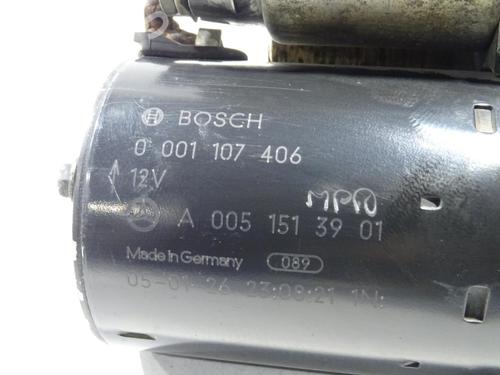 BOSCH
0 001 107 406
12V
MPD
A 005 151 39 01
Made in Germany 089
05-01-26 23:08:21 1N: